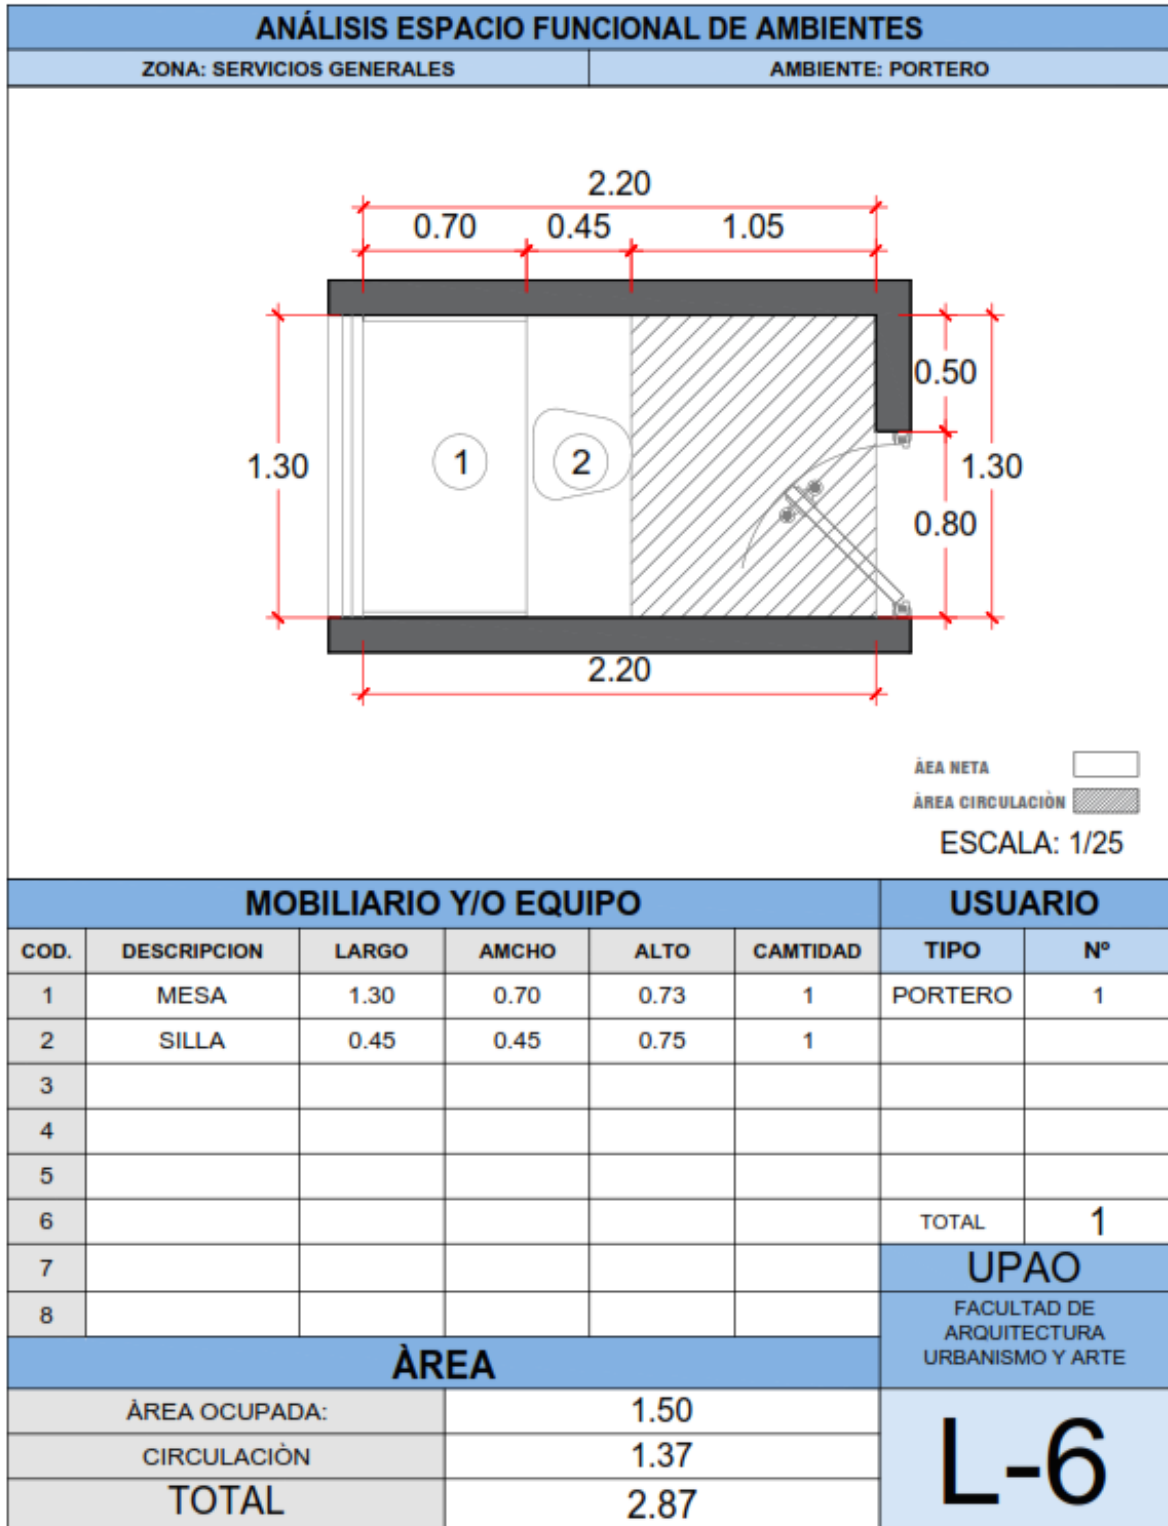 ANÁLISIS ESPACIO FUNCIONAL DE AMBIENTES
ZONA: SERVICIOS GENERALES AMBIENTE: PORTERO
2.20
0.70 0.45 1.05
0.50
1.30 1 2 1.30
0.80
2.20
ÀEA NETA
ÀREA CIRCULACIÒN
ESCALA: 1/25
MOBILIARIO Y/O EQUIPO USUARIO
COD. DESCRIPCION LARGO AMCHO ALTO CAMTIDAD TIPO Nº
1 MESA 1.30 0.70 0.73 1 PORTERO 1
2 SILLA 0.45 0.45 0.75 1
3
4
5
6 TOTAL 1
7 UPAO
8 FACULTAD DE
ARQUITECTURA
URBANISMO Y ARTE
ÀREA
ÀREA OCUPADA: 1.50
CIRCULACIÒN 1.37
TOTAL 2.87
L-6